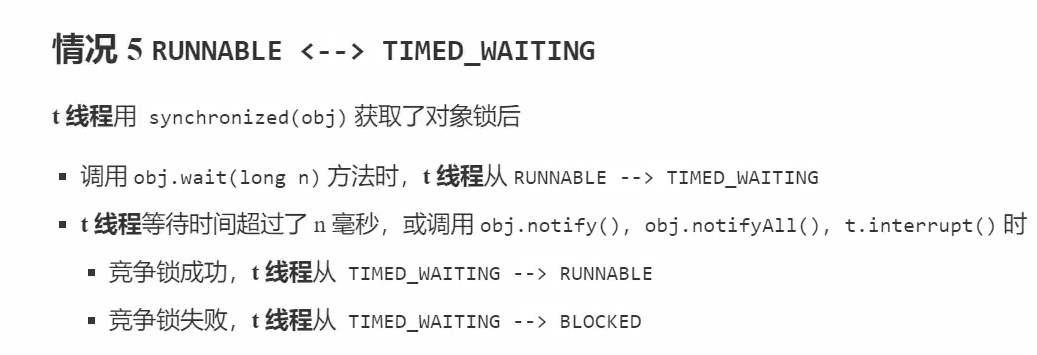 情况 5 RUNNABLE <--> TIMED_WAITING
t 线程用 synchronized(obj) 获取了对象锁后
▪ 调用 obj.wait(long n) 方法时，t 线程从 RUNNABLE --> TIMED_WAITING
▪ t 线程等待时间超过了 n 毫秒，或调用 obj.notify()，obj.notifyAll()，t.interrupt() 时
▪ 竞争锁成功，t 线程从 TIMED_WAITING --> RUNNABLE
▪ 竞争锁失败，t 线程从 TIMED_WAITING --> BLOCKED